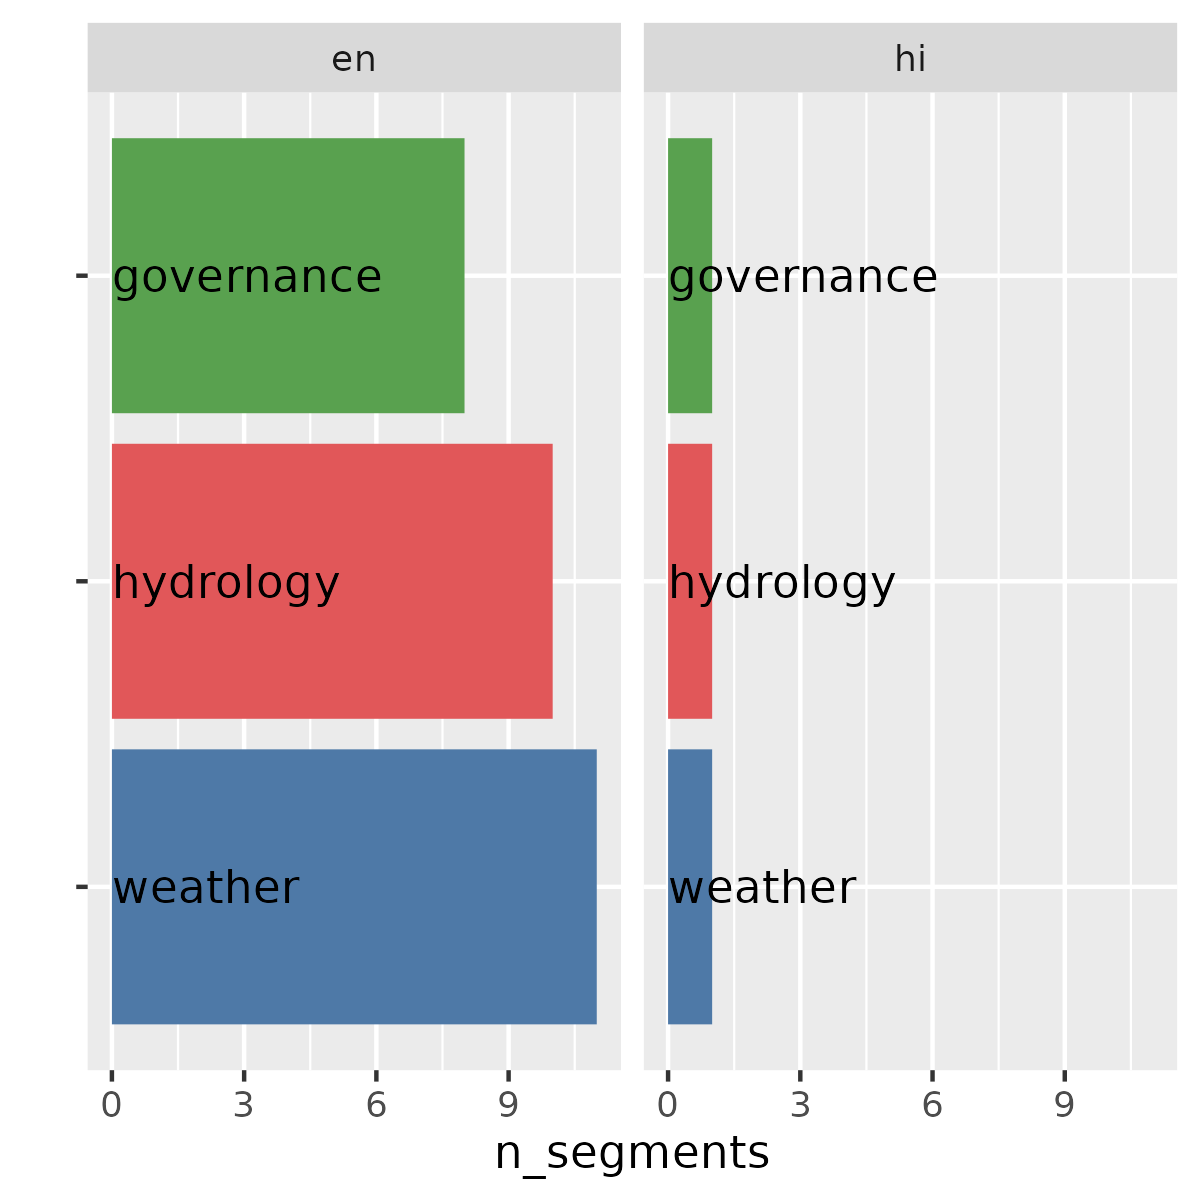 en
hi
governance
governance
hydrology
hydrology
weather
weather
0 3 6 9
0 3 6 9
n_segments